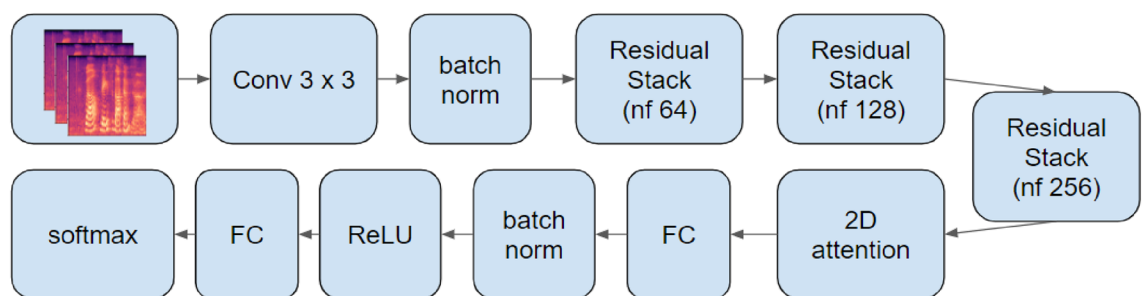 Conv 3 x 3
batch
norm
Residual
Stack
(nf 64)
Residual
Stack
(nf 128)
Residual
Stack
(nf 256)
2D
attention
FC
batch
norm
ReLU
FC
softmax